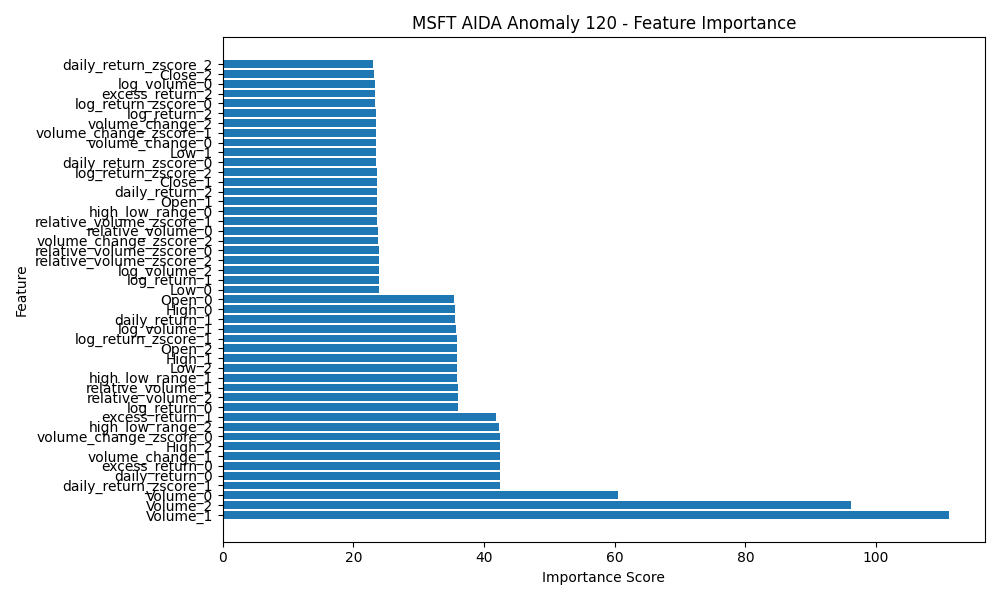 MSFT AIDA Anomaly 120 - Feature Importance
daily_return_zscore_2
Close_2
log_volume_0
excess_return_2
log_return_zscore_0
log_return_2
volume_change_2
volume_change_zscore_1
volume_change_0
Low_1
daily_return_zscore_0
log_return_zscore_2
Close_1
daily_return_2
Open_1
high_low_range_0
relative_volume_zscore_1
relative_volume_0
volume_change_zscore_2
relative_volume_zscore_0
relative_volume_zscore_2
log_volume_2
log_return_1
Low_0
Open_0
High_0
daily_return_1
log_volume_1
log_return_zscore_1
Open_2
High_1
Low_2
high_low_range_1
relative_volume_1
relative_volume_2
log_return_0
excess_return_1
high_low_range_2
volume_change_zscore_0
High_2
volume_change_1
excess_return_0
daily_return_0
daily_return_zscore_1
Volume_0
Volume_2
Volume_1
Feature
0 20 40 60 80 100
Importance Score